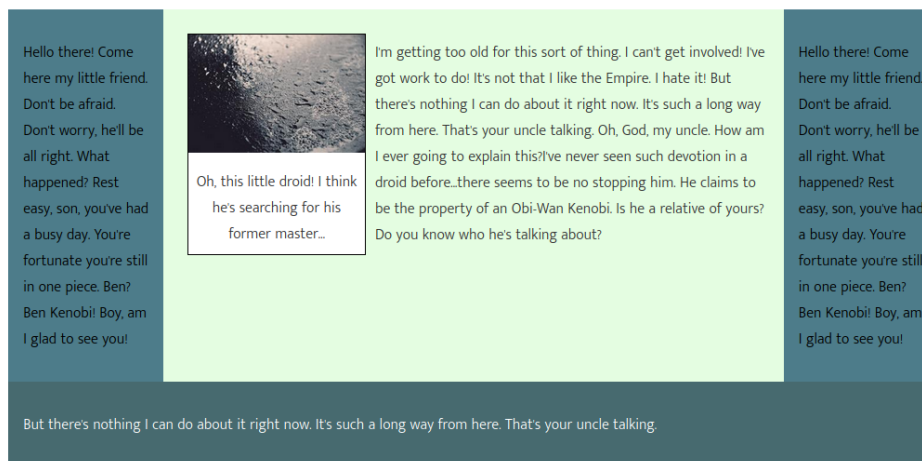 Hello there! Come
here my little friend.
Don't be afraid.
Don't worry, he'll be
all right. What
happened? Rest
easy, son, you've had
a busy day. You're
fortunate you're still
in one piece. Ben?
Ben Kenobi! Boy, am
I glad to see you!
Oh, this little droid! I think
he's searching for his
former master...
I'm getting too old for this sort of thing. I can't get involved! I've
got work to do! It's not that I like the Empire. I hate it! But
there's nothing I can do about it right now. It's such a long way
from here. That's your uncle talking. Oh, God, my uncle. How am
I ever going to explain this?I've never seen such devotion in a
droid before...there seems to be no stopping him. He claims to
be the property of an Obi-Wan Kenobi. Is he a relative of yours?
Do you know who he's talking about?
Hello there! Come
here my little friend.
Don't be afraid.
Don't worry, he'll be
all right. What
happened? Rest
easy, son, you've had
a busy day. You're
fortunate you're still
in one piece. Ben?
Ben Kenobi! Boy, am
I glad to see you!
But there's nothing I can do about it right now. It's such a long way from here. That's your uncle talking.